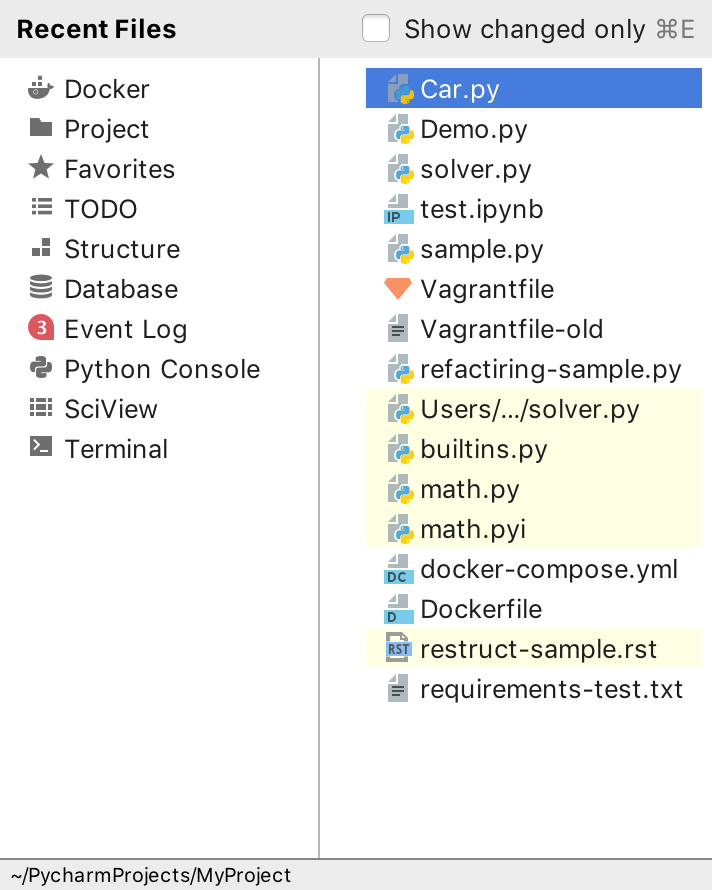 Recent Files
Show changed only ⌘E
Docker
Project
Favorites
TODO
Structure
Database
3 Event Log
Python Console
SciView
Terminal
Car.py
Demo.py
solver.py
IP test.ipynb
sample.py
Vagrantfile
Vagrantfile-old
refactiring-sample.py
Users/.../solver.py
builtins.py
math.py
math.pyi
DC docker-compose.yml
D Dockerfile
RST restruct-sample.rst
requirements-test.txt
~/PycharmProjects/MyProject